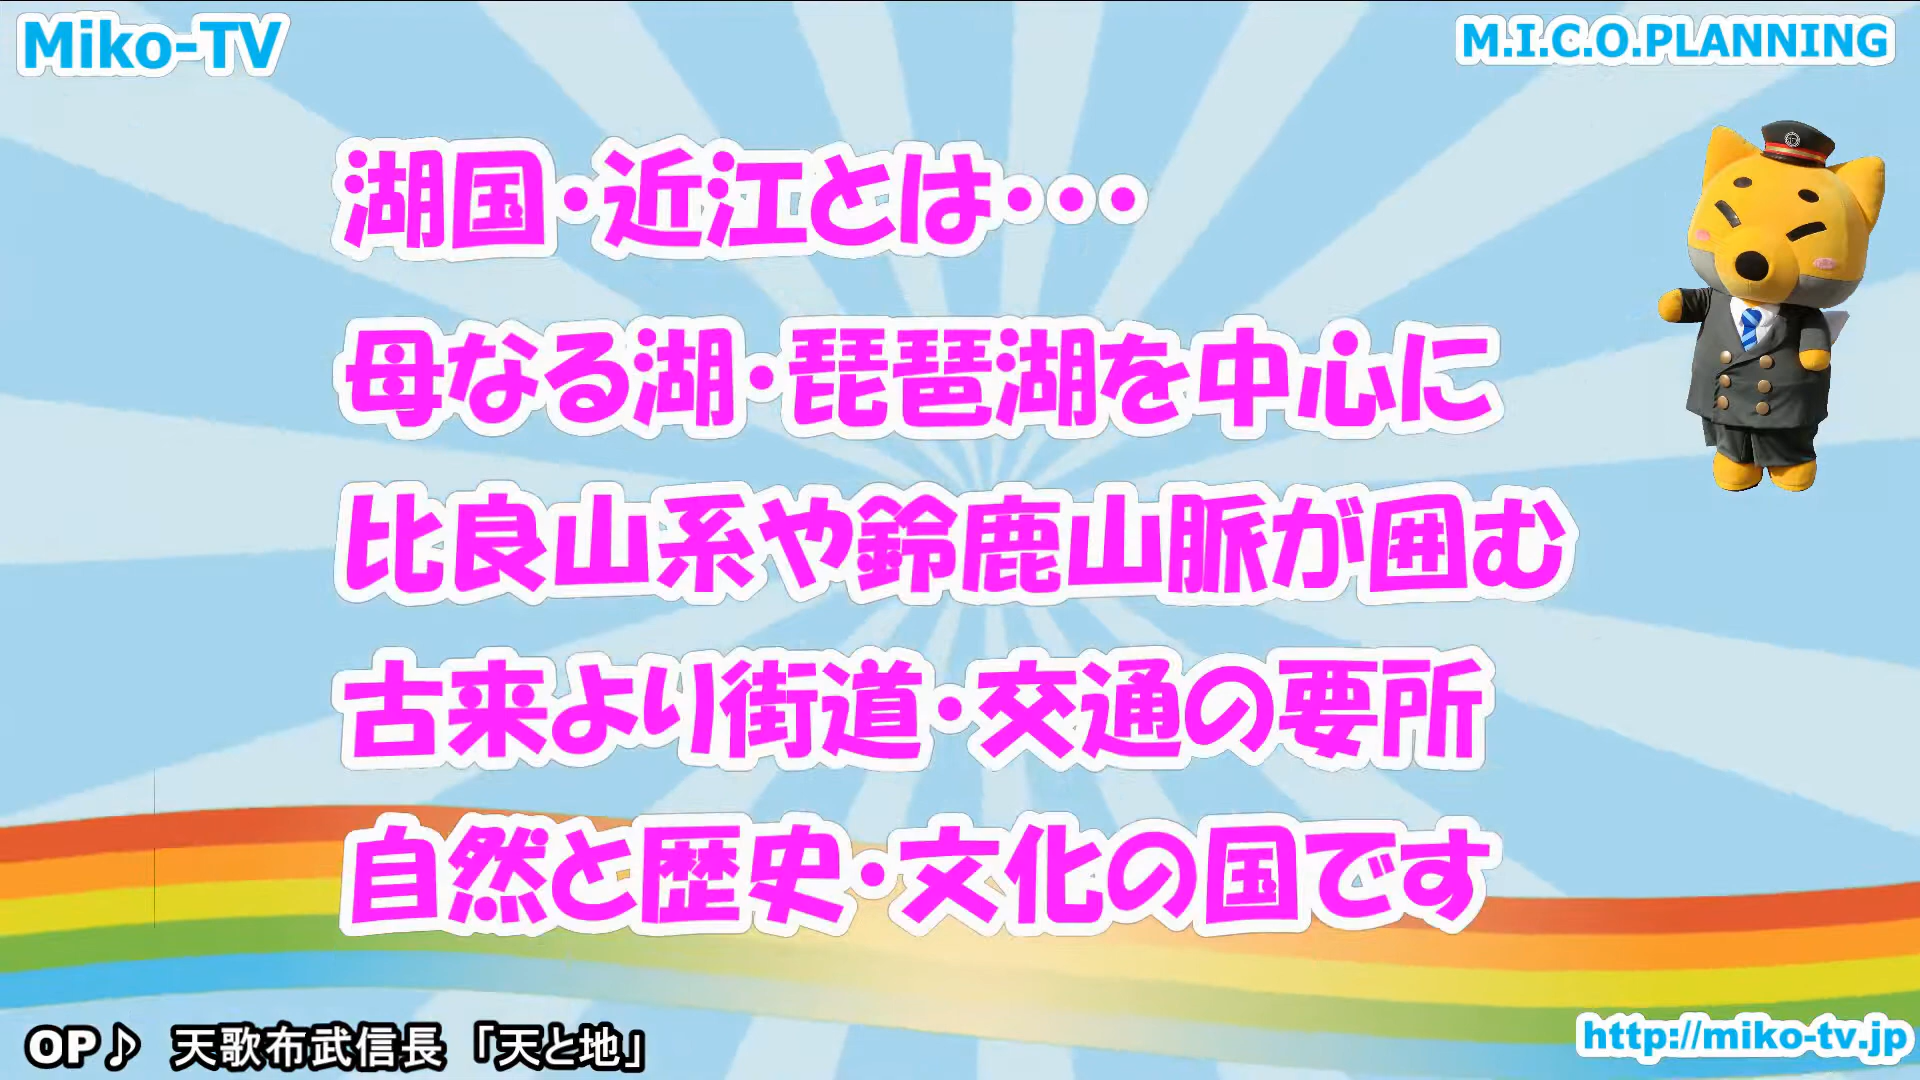 Miko-TV
M.I.C.O.PLANNING
湖国・近江とは・・・
母なる湖・琵琶湖を中心に
比良山系や鈴鹿山脈が囲む
古来より街道・交通の要所
自然と歴史・文化の国です
OP♪ 天歌布武信長 「天と地」
http://miko-tv.jp